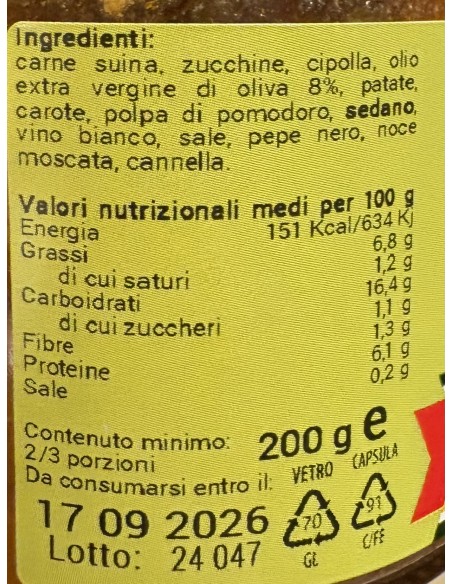 Ingredienti:
carne suina, zucchine, cipolla, olio
extra vergine di oliva 8%, patate,
carote, polpa di pomodoro, sedano,
vino bianco, sale, pepe nero, noce
moscata, cannella.
Valori nutrizionali medi per 100 g
Energia 151 Kcal/634 Kj
Grassi 6,8 g
di cui saturi 1,2 g
Carboidrati 16,4 g
di cui zuccheri 1,1 g
Fibre 1,3 g
Proteine 6,1 g
Sale 0,2 g
Contenuto minimo: 200 g e
2/3 porzioni
Da consumarsi entro il: VETRO CAPSULA
17 09 2026 70 91
Lotto: 24 047 GL C/FE